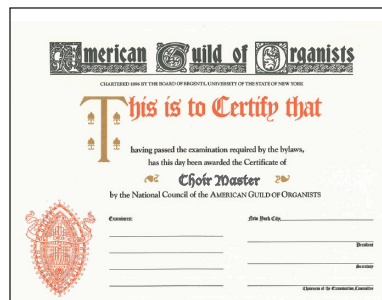 American Guild of Organists
CHARTERED 1896 BY THE BOARD OF REGENTS, UNIVERSITY OF THE STATE OF NEW YORK
This is to Certify that
having passed the examination required by the bylaws,
has this day been awarded the Certificate of
Choir Master
by the National Council of the AMERICAN GUILD OF ORGANISTS
Examiners:
New York City,
President
Secretary
Chairman of the Examination Committee